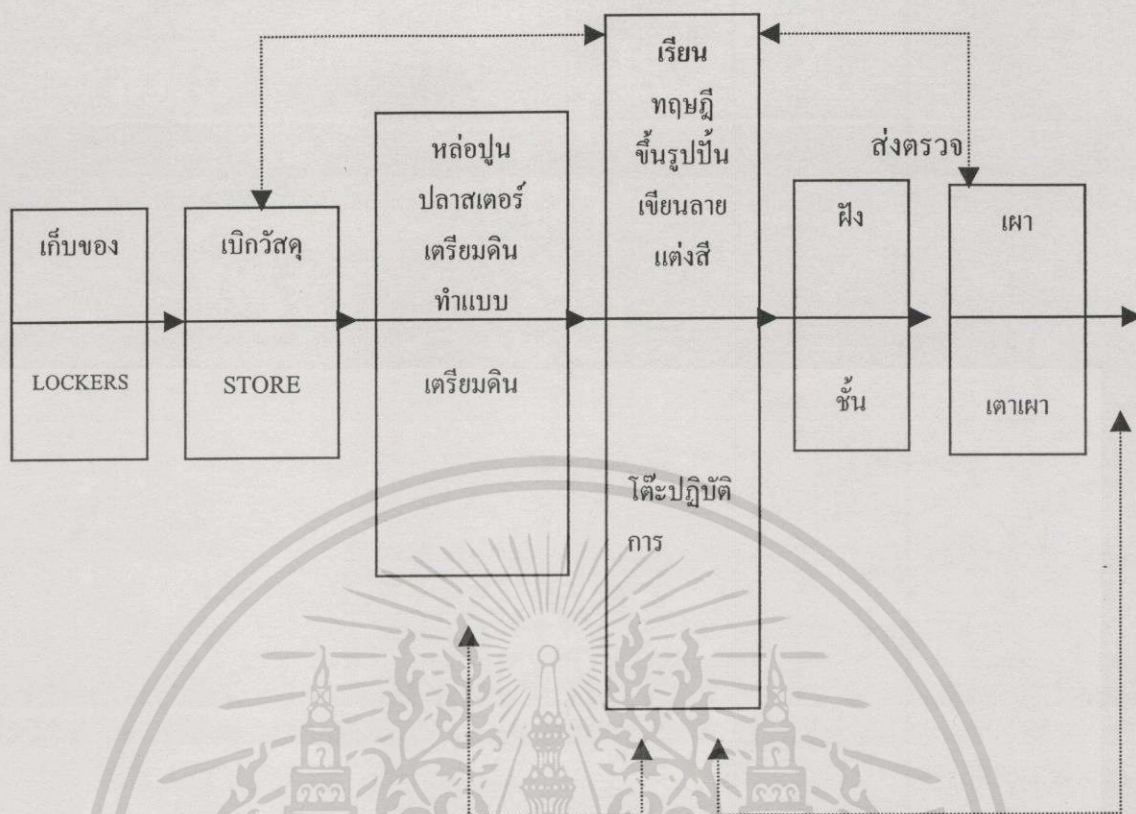 เก็บของ
LOCKERS
เบิกวัสดุ
STORE
หล่อปูน
ปลาสเตอร์
เตรียมดิน
ทำแบบ
เตรียมดิน
เรียน
ทฤษฎี
ขึ้นรูปปั้น
เขียนลาย
แต่งสี
โต๊ะปฏิบัติ
การ
ฝัง
ชั้น
ส่งตรวจ
เผา
เตาเผา